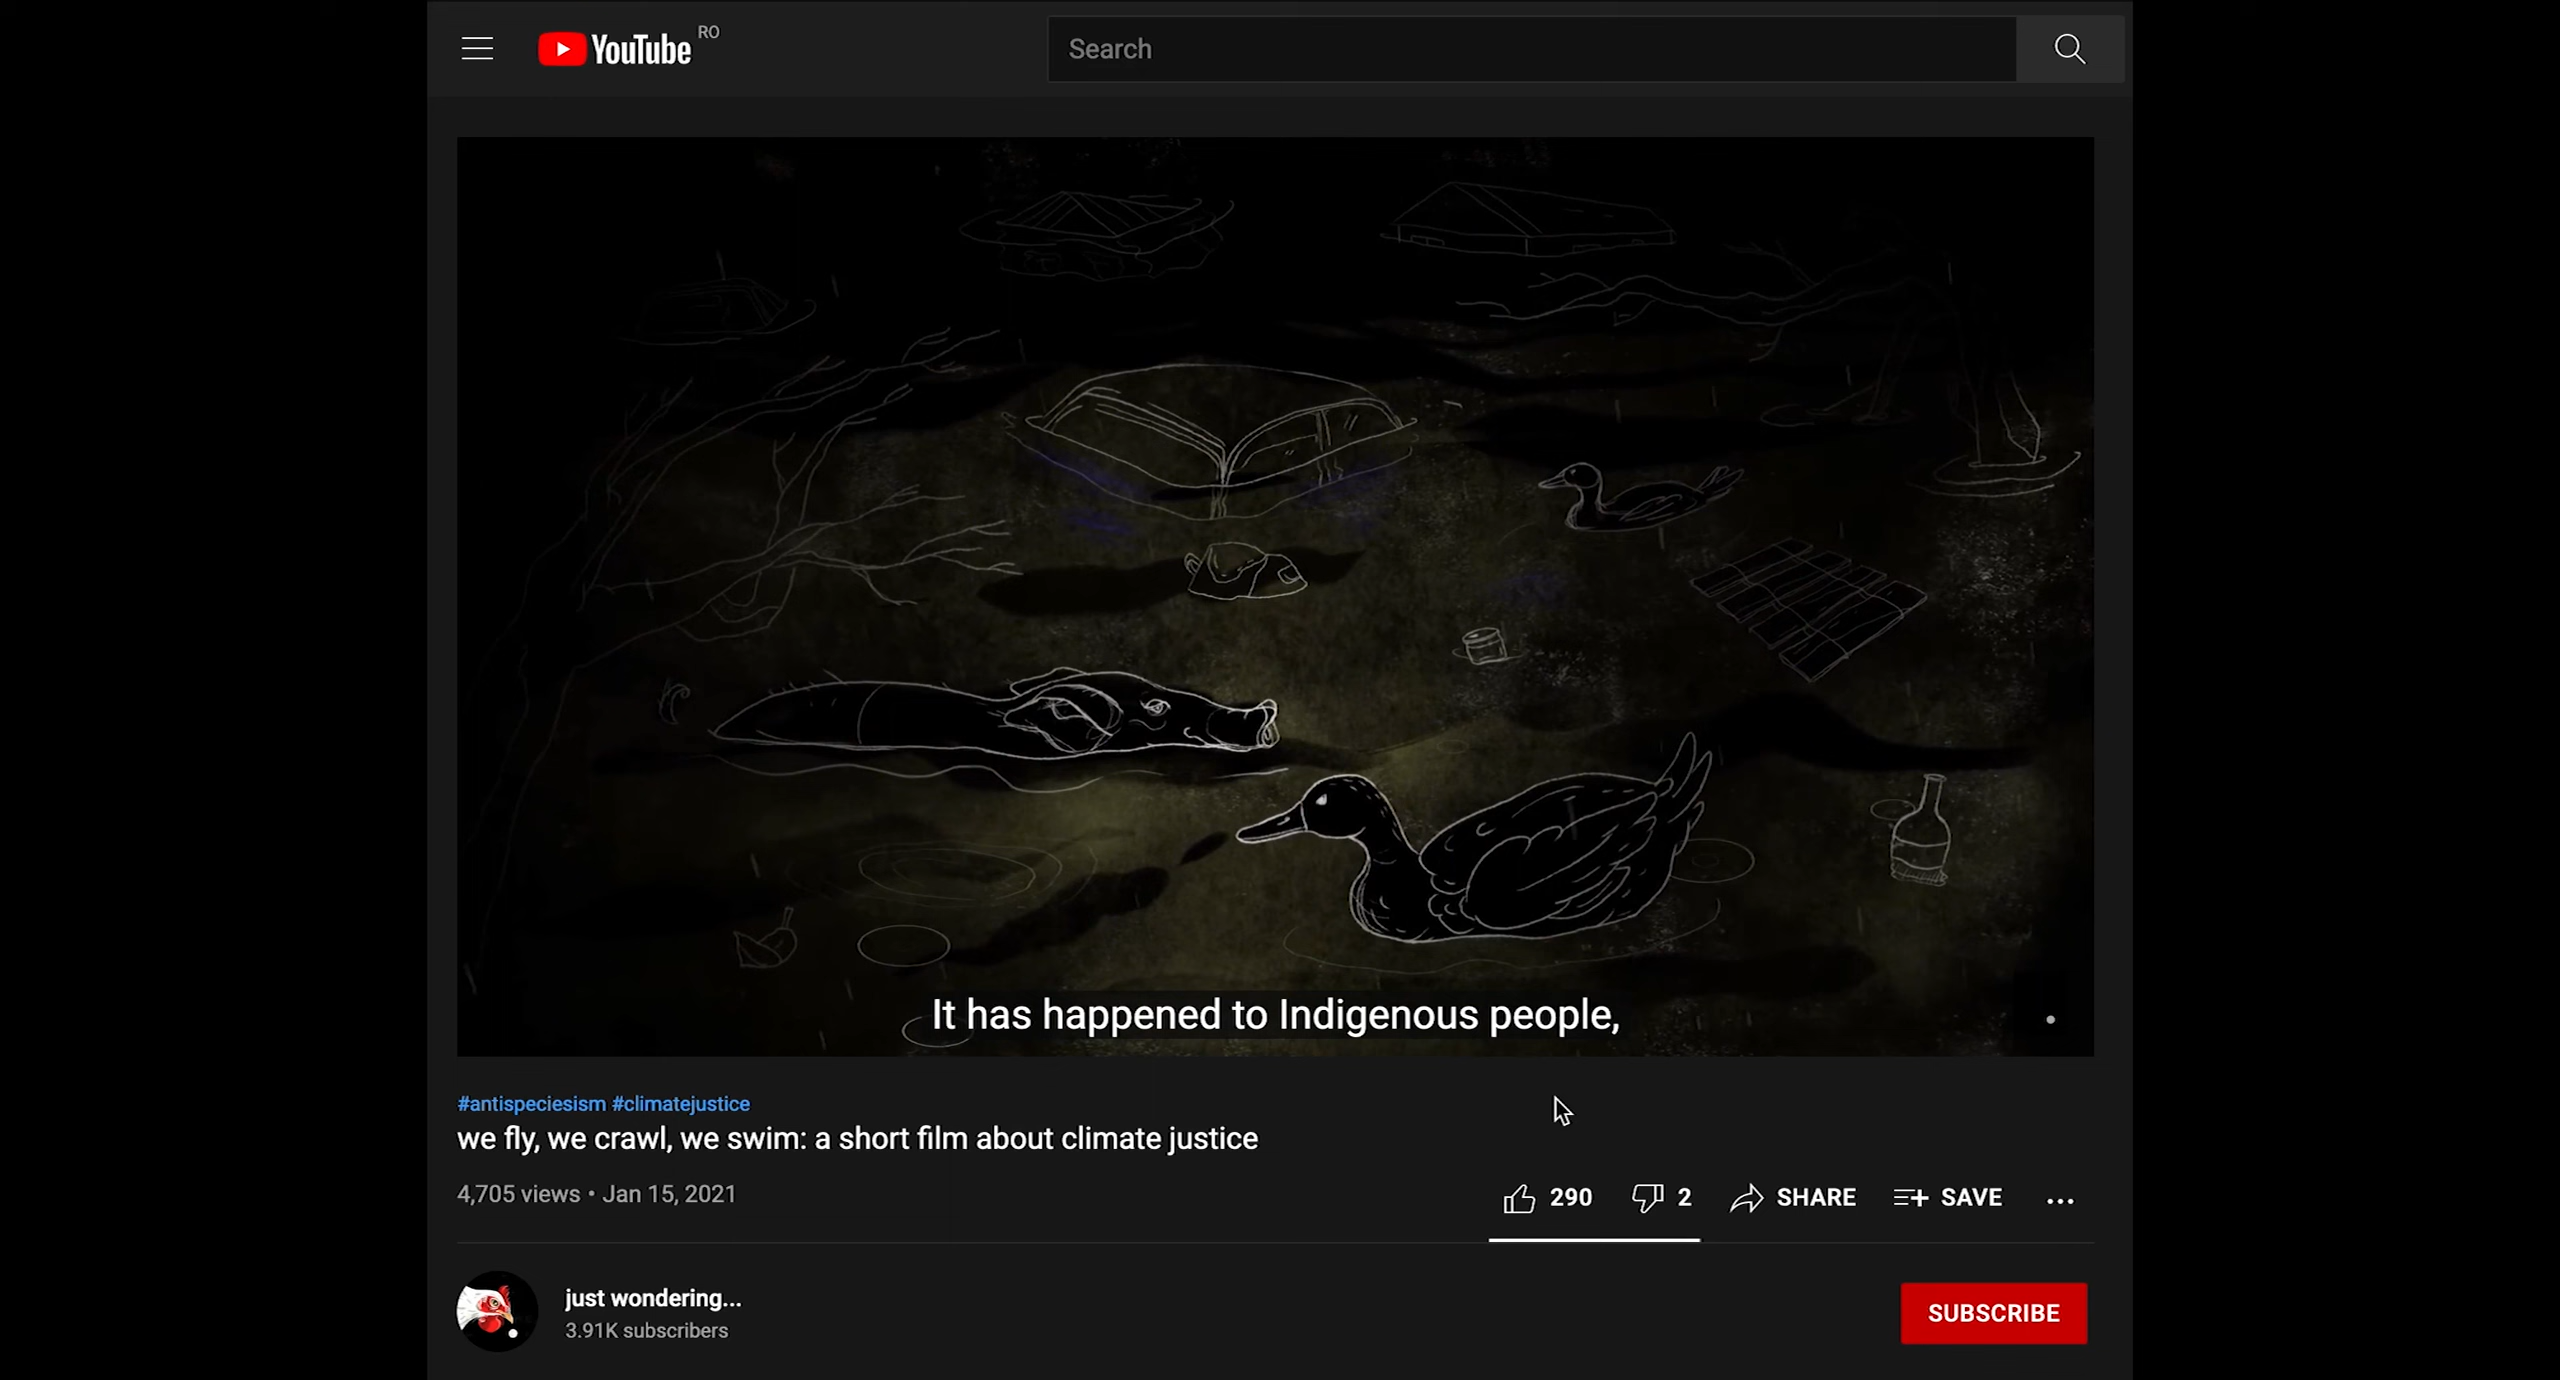 YouTube RO
Search
It has happened to Indigenous people,
#antispeciesism #climatejustice
we fly, we crawl, we swim: a short film about climate justice
4,705 views • Jan 15, 2021
290 2 SHARE SAVE ...
just wondering...
3.91K subscribers
SUBSCRIBE